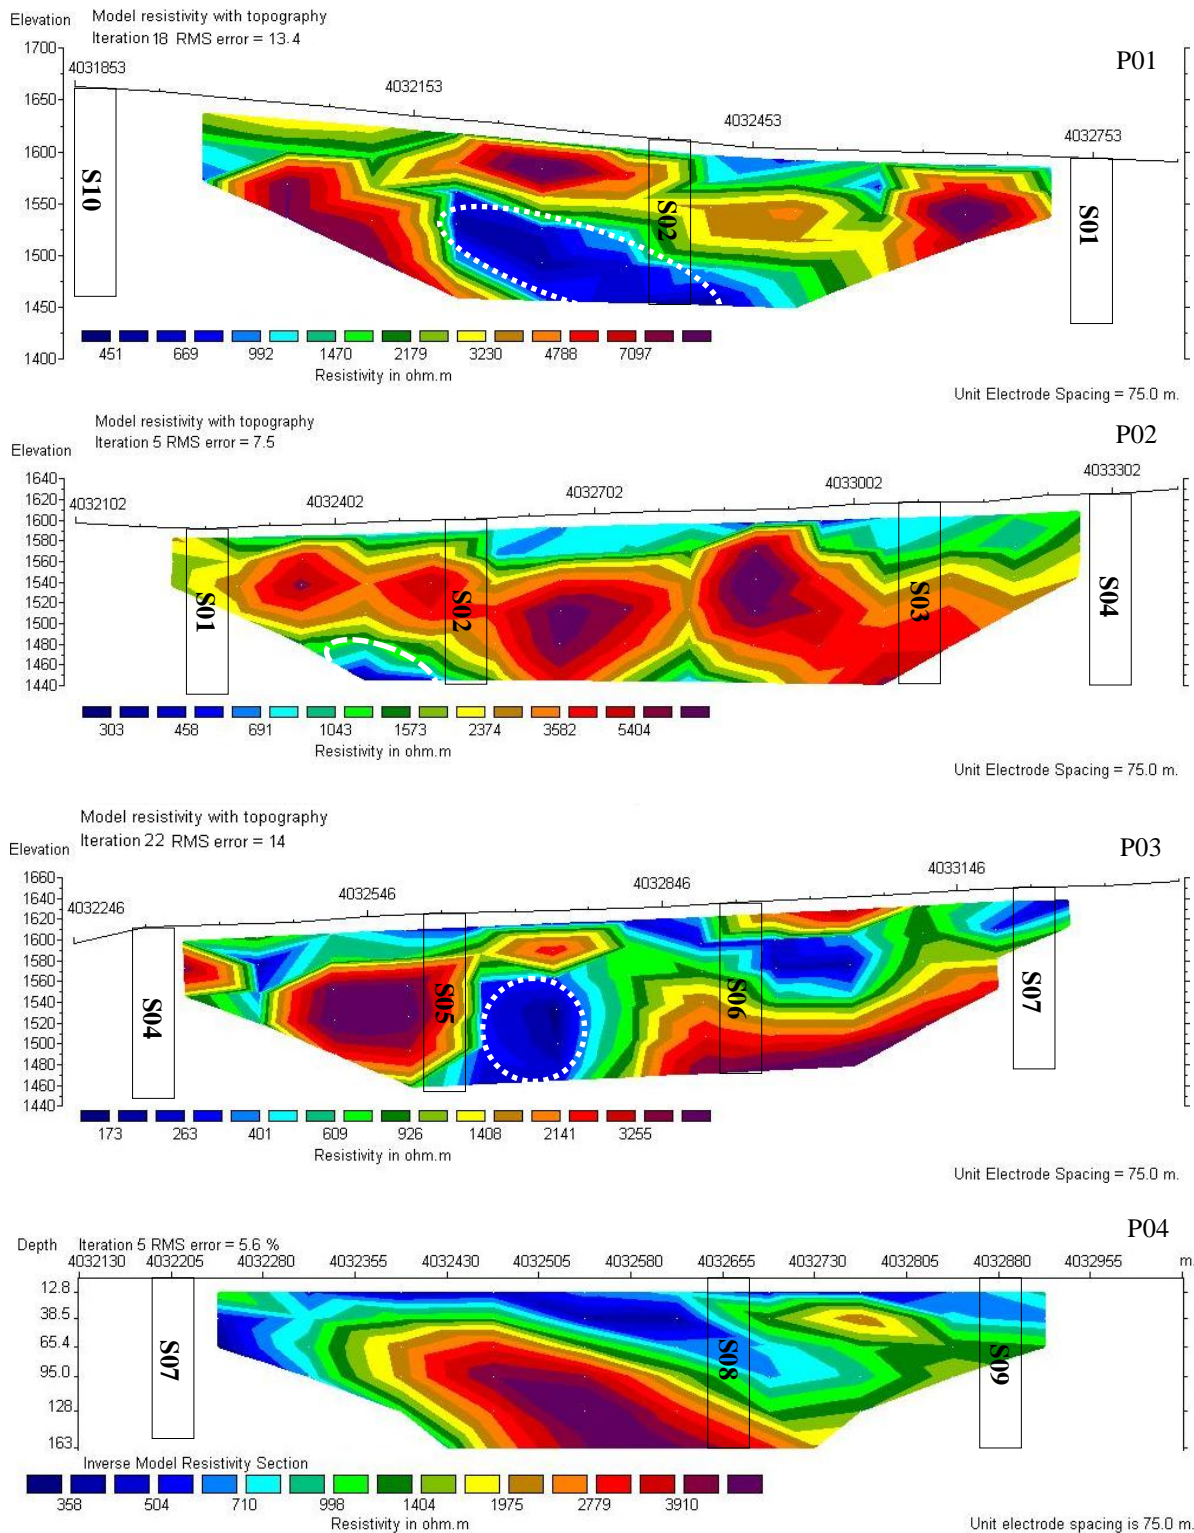 Elevation
Model resistivity with topography
Iteration 18 RMS error = 13.4
P01
1700
4031853
4032153
4032453
4032753
1650
1600
1550
1500
1450
1400
S10
S02
S01
451 669 992 1470 2179 3230 4788 7097
Resistivity in ohm.m
Unit Electrode Spacing = 75.0 m.
Model resistivity with topography
Iteration 5 RMS error = 7.5
P02
Elevation
1640
1620
1600
1580
1540
1520
1500
1480
1460
1440
4032102 4032402 4032702 4033002 4033302
S01
S02
S03
S04
303 458 691 1043 1573 2374 3582 5404
Resistivity in ohm.m
Unit Electrode Spacing = 75.0 m.
Model resistivity with topography
Iteration 22 RMS error = 14
P03
Elevation
1660
1640
1620
1600
1580
1540
1520
1500
1460
1440
4032246 4032546 4032846 4033146
S04
S05
S06
S07
173 263 401 609 926 1408 2141 3255
Resistivity in ohm.m
Unit Electrode Spacing = 75.0 m.
P04
Depth Iteration 5 RMS error = 5.6 %
4032130 4032205 4032280 4032355 4032430 4032505 4032580 4032655 4032730 4032805 4032880 4032955 m.
12.8
38.5
65.4
95.0
128
163
S07
S08
S09
Inverse Model Resistivity Section
358 504 710 998 1404 1975 2779 3910
Resistivity in ohm.m
Unit electrode spacing is 75.0 m.